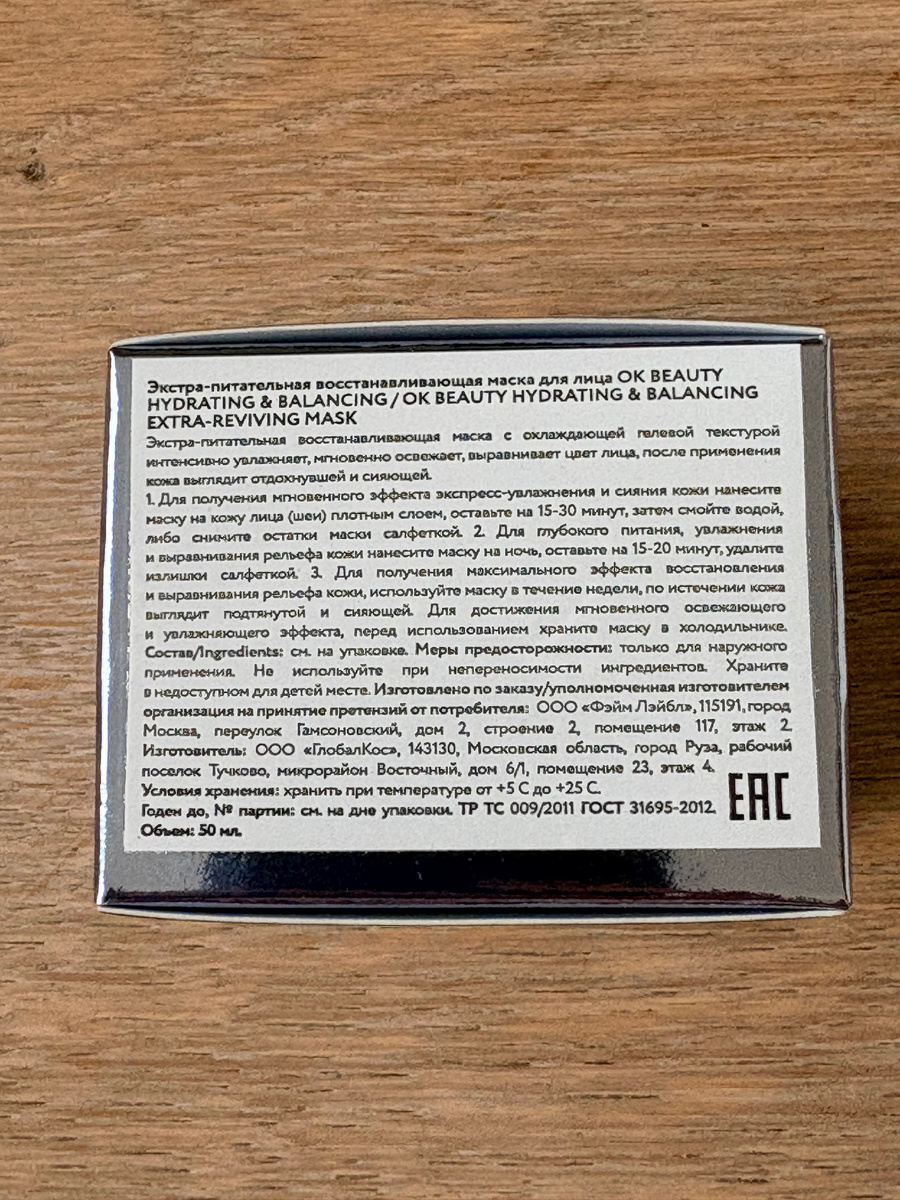 Экстра-питательная восстанавливающая маска для лица OK BEAUTY
HYDRATING & BALANCING / OK BEAUTY HYDRATING & BALANCING
EXTRA-REVIVING MASK
Экстра-питательная восстанавливающая маска с охлаждающей гелевой текстурой
интенсивно увлажняет, мгновенно освежает, выравнивает цвет лица, после применения
кожа выглядит отдохнувшей и сияющей.
1. Для получения мгновенного эффекта экспресс-увлажнения и сияния кожи нанесите
маску на кожу лица (шеи) плотным слоем, оставьте на 15-30 минут, затем смойте водой,
либо снимите остатки маски салфеткой. 2. Для глубокого питания, увлажнения
и выравнивания рельефа кожи нанесите маску на ночь, оставьте на 15-20 минут, удалите
излишки салфеткой. 3. Для получения максимального эффекта восстановления
и выравнивания рельефа кожи, используйте маску в течение недели, по истечении кожа
выглядит подтянутой и сияющей. Для достижения мгновенного освежающего
и увлажняющего эффекта, перед использованием храните маску в холодильнике.
Состав/Ingredients: см. на упаковке. Меры предосторожности: только для наружного
применения. Не используйте при непереносимости ингредиентов. Храните
в недоступном для детей месте. Изготовлено по заказу/уполномоченная изготовителем
организация на принятие претензий от потребителя: ООО «Фэйм Лэйбл», 115191, город
Москва, переулок Гамсоновский, дом 2, строение 2, помещение 117, этаж 2.
Изготовитель: ООО «ГлобалКос», 143130, Московская область, город Руза, рабочий
поселок Тучково, микрорайон Восточный, дом 6/1, помещение 23, этаж 4.
Условия хранения: хранить при температуре от +5 С до +25 С.
Годен до, № партии: см. на дне упаковки. ТР ТС 009/2011 ГОСТ 31695-2012.
Объем: 50 мл.
EAC